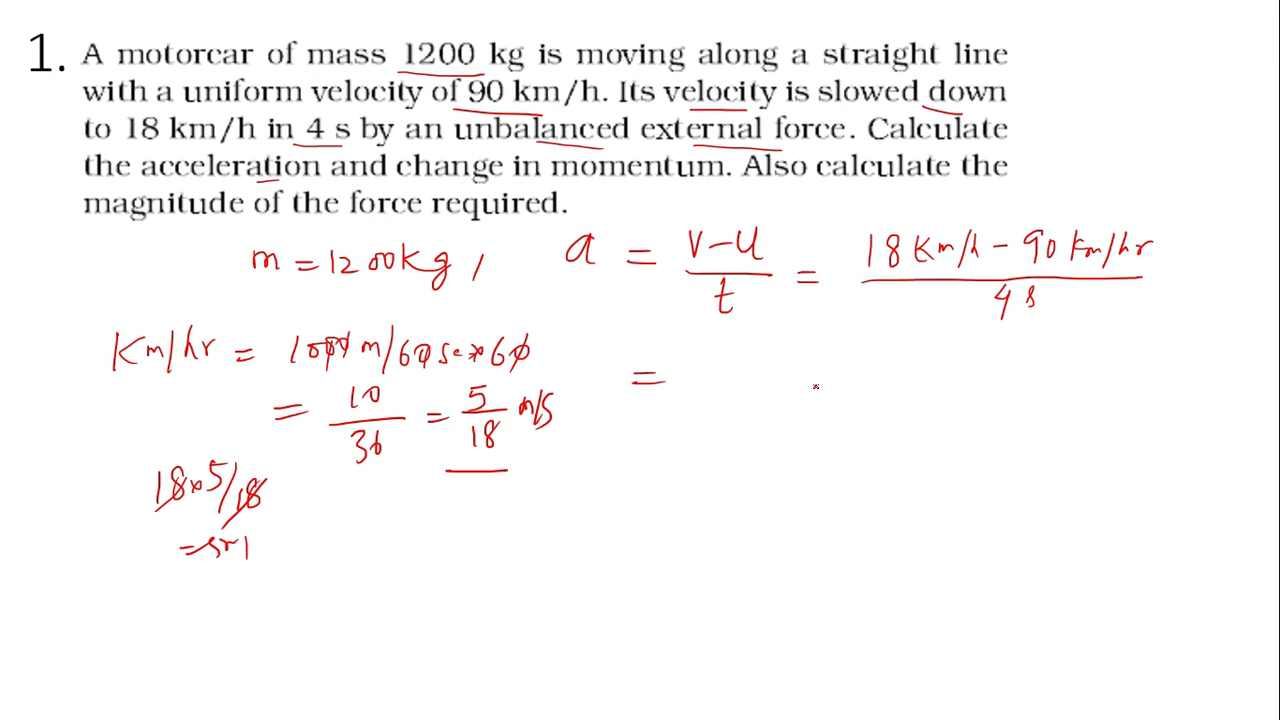 1. A motorcar of mass 1200 kg is moving along a straight line
with a uniform velocity of 90 km/h. Its velocity is slowed down
to 18 km/h in 4 s by an unbalanced external force. Calculate
the acceleration and change in momentum. Also calculate the
magnitude of the force required.
m = 1200 kg, a = v-u / t = 18 Km/h - 90 Km/hr / 4 s
Km/hr = 1000 m/60 sec × 60
= 10/36 = 5/18 m/s
=
18×5/18